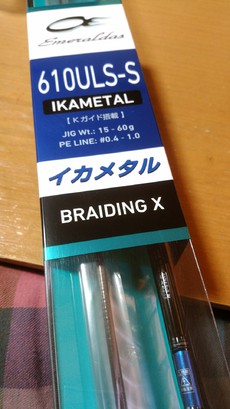 Emeraldas
610ULS-S
IKAMETAL
【Kガイド搭載】
JIG Wt.: 15 - 60g
PE LINE: #0.4 - 1.0
イカメタル
BRAIDING X